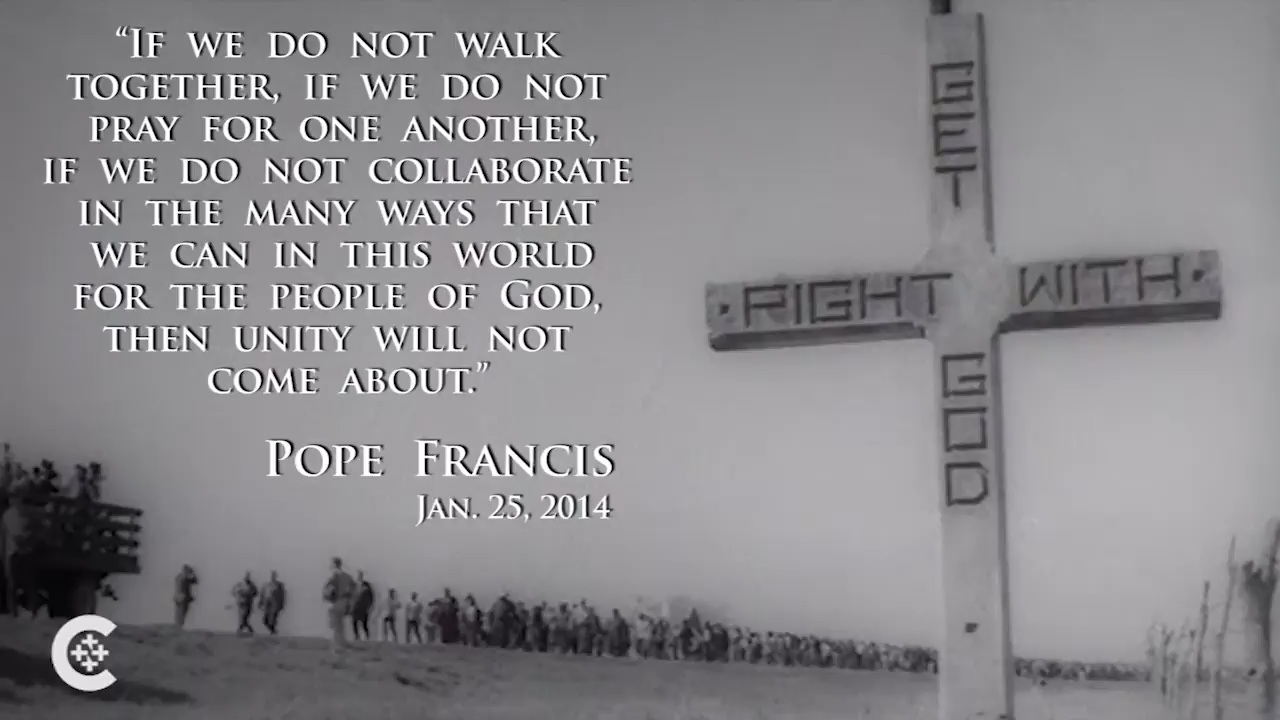 “If we do not walk
together, if we do not
pray for one another,
if we do not collaborate
in the many ways that
we can in this world
for the people of God,
then unity will not
come about.”
Pope Francis
Jan. 25, 2014
GET
· RIGHT WITH ·
GOD